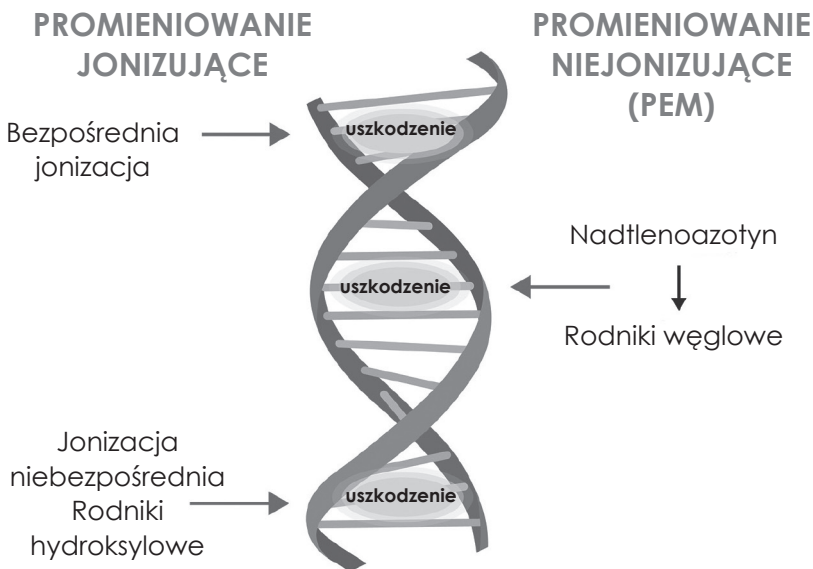 PROMIENIOWANIE
JONIZUJĄCE
PROMIENIOWANIE
NIEJONIZUJĄCE
(PEM)
Bezpośrednia
jonizacja
uszkodzenie
Nadtlenoazotyn
Rodniki węglowe
uszkodzenie
Jonizacja
niebezpośrednia
Rodniki
hydroksylowe
uszkodzenie